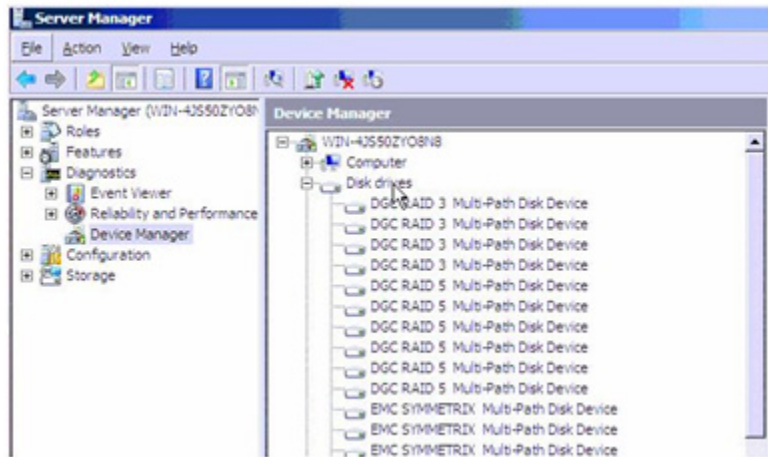 Server Manager
File Action View Help
Server Manager (WIN-4JS50ZYO8N
Roles
Features
Diagnostics
Event Viewer
Reliability and Performance
Device Manager
Configuration
Storage
Device Manager
WIN-4JS50ZYO8N8
Computer
Disk drives
DGC RAID 3 Multi-Path Disk Device
DGC RAID 3 Multi-Path Disk Device
DGC RAID 3 Multi-Path Disk Device
DGC RAID 3 Multi-Path Disk Device
DGC RAID 5 Multi-Path Disk Device
DGC RAID 5 Multi-Path Disk Device
DGC RAID 5 Multi-Path Disk Device
DGC RAID 5 Multi-Path Disk Device
DGC RAID 5 Multi-Path Disk Device
DGC RAID 5 Multi-Path Disk Device
EMC SYMMETRIX Multi-Path Disk Device
EMC SYMMETRIX Multi-Path Disk Device
EMC SYMMETRIX Multi-Path Disk Device